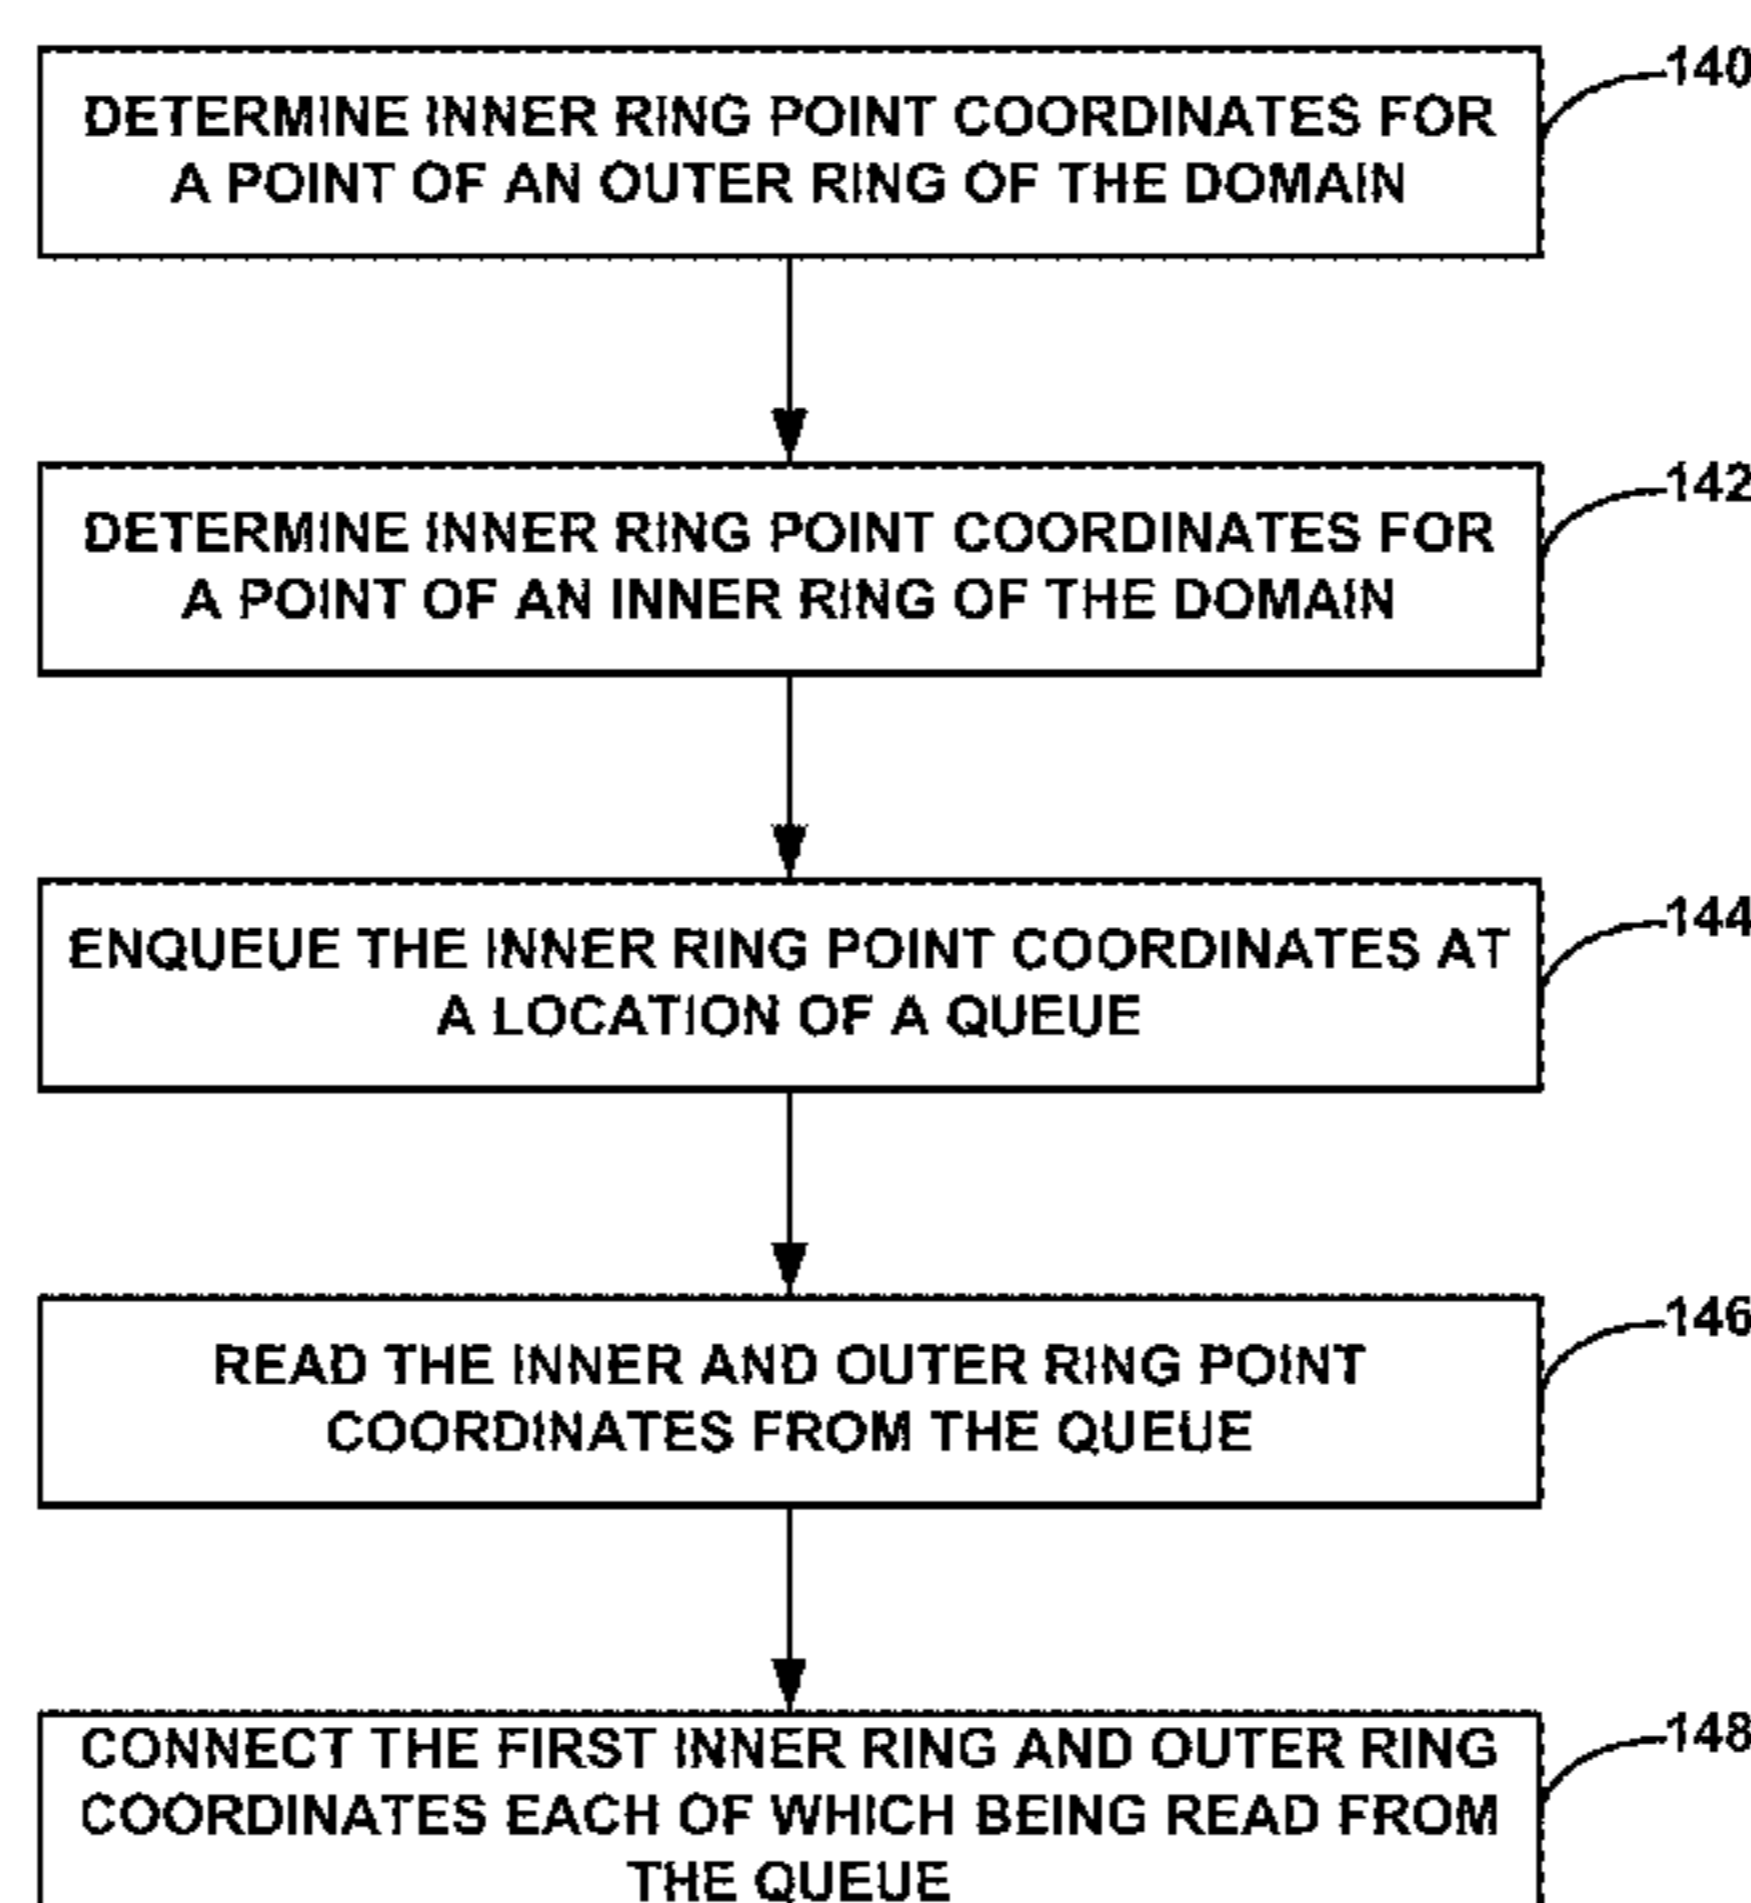 DETERMINE INNER RING POINT COORDINATES FOR
A POINT OF AN OUTER RING OF THE DOMAIN
140
DETERMINE INNER RING POINT COORDINATES FOR
A POINT OF AN INNER RING OF THE DOMAIN
142
ENQUEUE THE INNER RING POINT COORDINATES AT
A LOCATION OF A QUEUE
144
READ THE INNER AND OUTER RING POINT
COORDINATES FROM THE QUEUE
146
CONNECT THE FIRST INNER RING AND OUTER RING
COORDINATES EACH OF WHICH BEING READ FROM
THE QUEUE
148